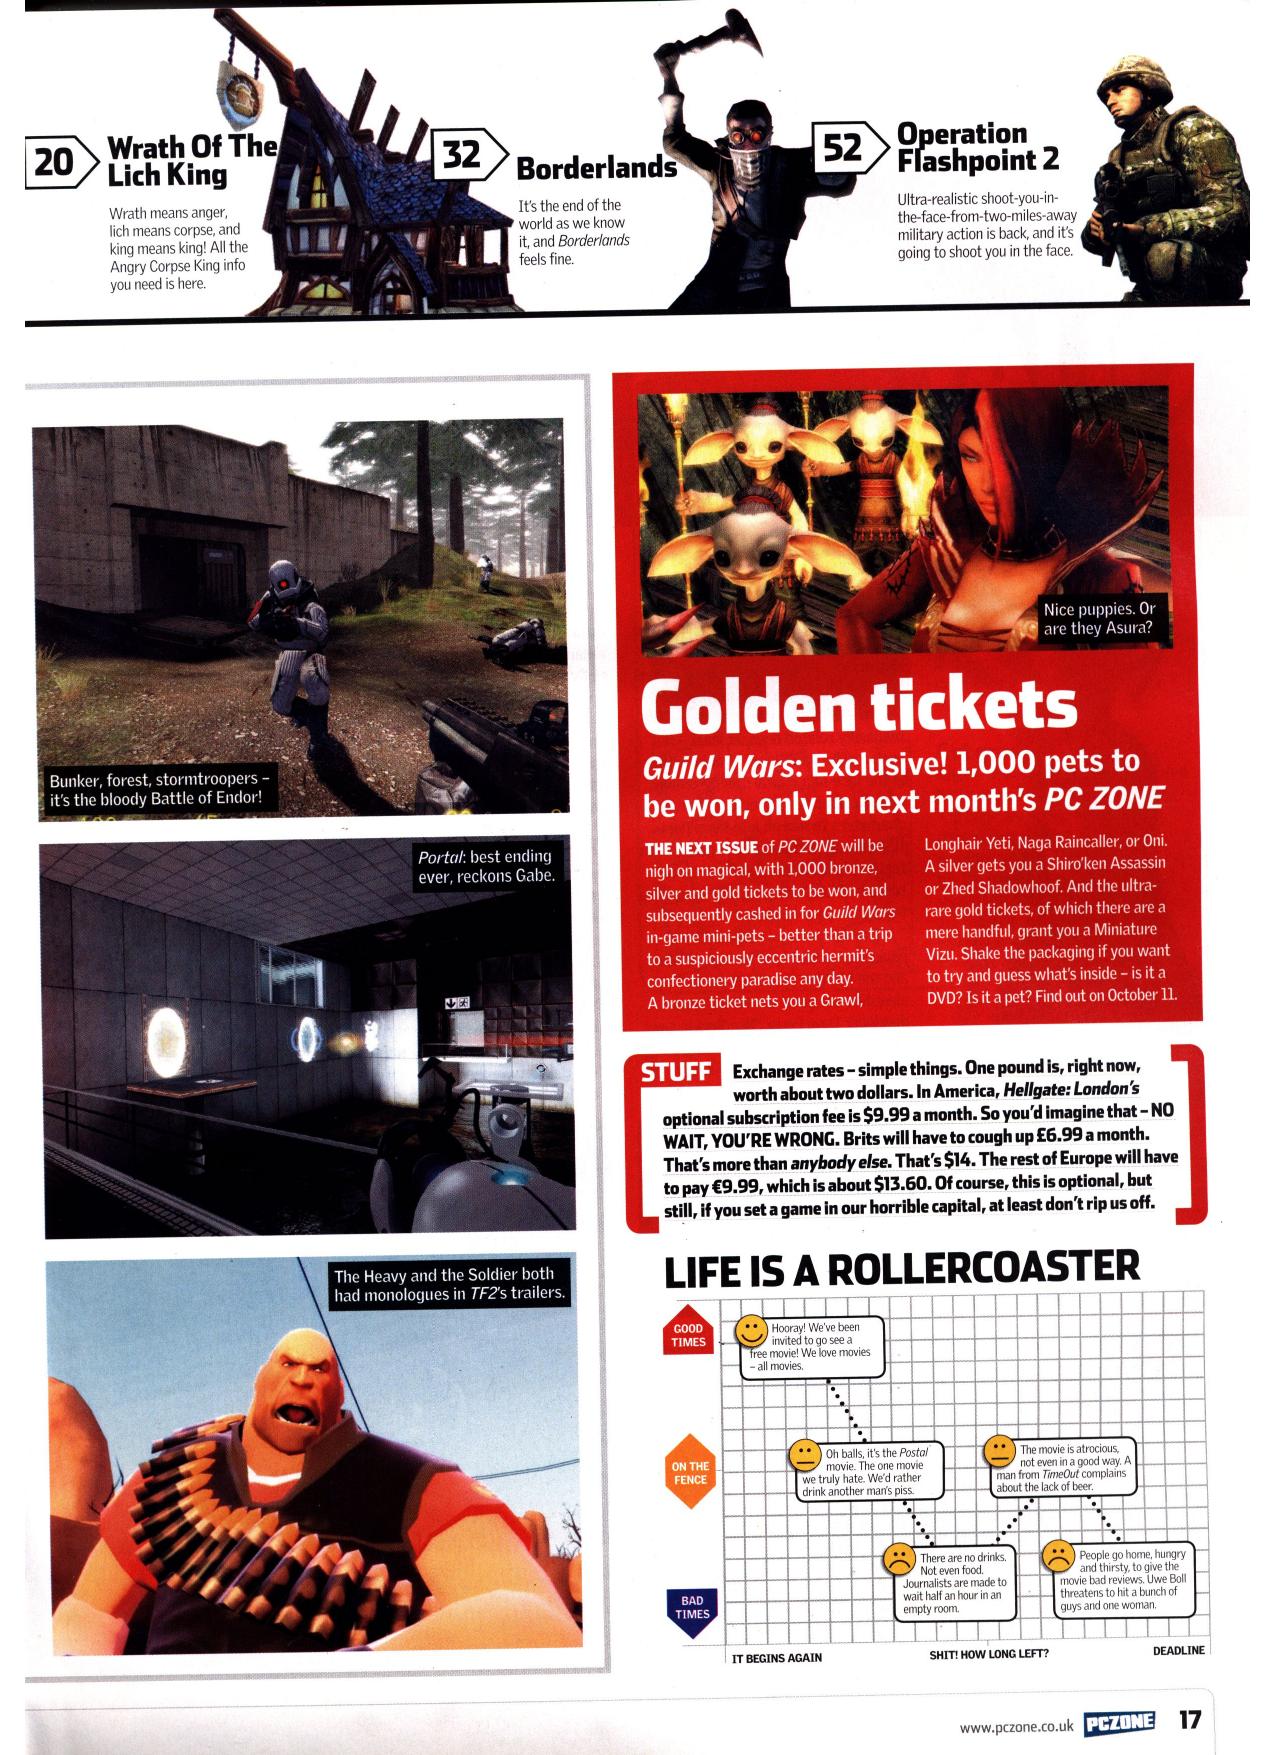 20
Wrath Of The
Lich King
Wrath means anger,
lich means corpse, and
king means king! All the
Angry Corpse King info
you need is here.
32
Borderlands
It's the end of the
world as we know
it, and Borderlands
feels fine.
52
Operation
Flashpoint 2
Ultra-realistic shoot-you-in-
the-face-from-two-miles-away
military action is back, and it's
going to shoot you in the face.
Bunker, forest, stormtroopers –
it's the bloody Battle of Endor!
Portal: best ending
ever, reckons Gabe.
The Heavy and the Soldier both
had monologues in TF2's trailers.
Nice puppies. Or
are they Asura?
Golden tickets
Guild Wars: Exclusive! 1,000 pets to
be won, only in next month's PC ZONE
THE NEXT ISSUE of PC ZONE will be
nigh on magical, with 1,000 bronze,
silver and gold tickets to be won, and
subsequently cashed in for Guild Wars
in-game mini-pets – better than a trip
to a suspiciously eccentric hermit's
confectionery paradise any day.
A bronze ticket nets you a Grawl,
Longhair Yeti, Naga Raincaller, or Oni.
A silver gets you a Shiro'ken Assassin
or Zhed Shadowhoof. And the ultra-
rare gold tickets, of which there are a
mere handful, grant you a Miniature
Vizu. Shake the packaging if you want
to try and guess what's inside – is it a
DVD? Is it a pet? Find out on October 11.
STUFF
Exchange rates – simple things. One pound is, right now,
worth about two dollars. In America, Hellgate: London's
optional subscription fee is $9.99 a month. So you'd imagine that – NO
WAIT, YOU'RE WRONG. Brits will have to cough up £6.99 a month.
That's more than anybody else. That's $14. The rest of Europe will have
to pay €9.99, which is about $13.60. Of course, this is optional, but
still, if you set a game in our horrible capital, at least don't rip us off.
LIFE IS A ROLLERCOASTER
GOOD
TIMES
Hooray! We've been
invited to go see a
free movie! We love movies
– all movies.
ON THE
FENCE
Oh balls, it's the Postal
movie. The one movie
we truly hate. We'd rather
drink another man's piss.
The movie is atrocious,
not even in a good way. A
man from TimeOut complains
about the lack of beer.
BAD
TIMES
There are no drinks.
Not even food.
Journalists are made to
wait half an hour in an
empty room.
People go home, hungry
and thirsty, to give the
movie bad reviews. Uwe Boll
threatens to hit a bunch of
guys and one woman.
IT BEGINS AGAIN
SHIT! HOW LONG LEFT?
DEADLINE
www.pczone.co.uk
PCZONE
17